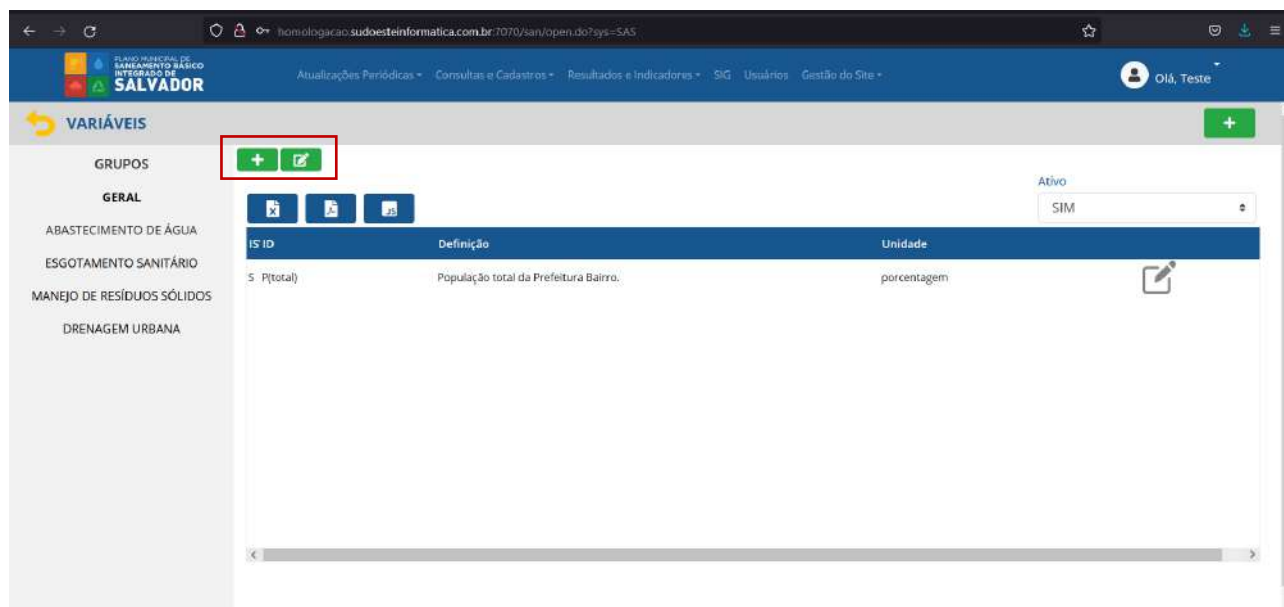 homologacao.sudoesteinformatica.com.br:7070/san/open.do?sys=SAS
PLANO MUNICIPAL DE
SANEAMENTO BÁSICO
INTEGRADO DE
SALVADOR
Atualizações Periódicas Consultas e Cadastros Resultados e Indicadores SIG Usuários Gestão do Site
Olá, Teste
VARIÁVEIS
+
GRUPOS
GERAL
ABASTECIMENTO DE ÁGUA
ESGOTAMENTO SANITÁRIO
MANEJO DE RESÍDUOS SÓLIDOS
DRENAGEM URBANA
+
Ativo
SIM
X
JS
IS ID Definição Unidade
S P(total) População total da Prefeitura Bairro. porcentagem